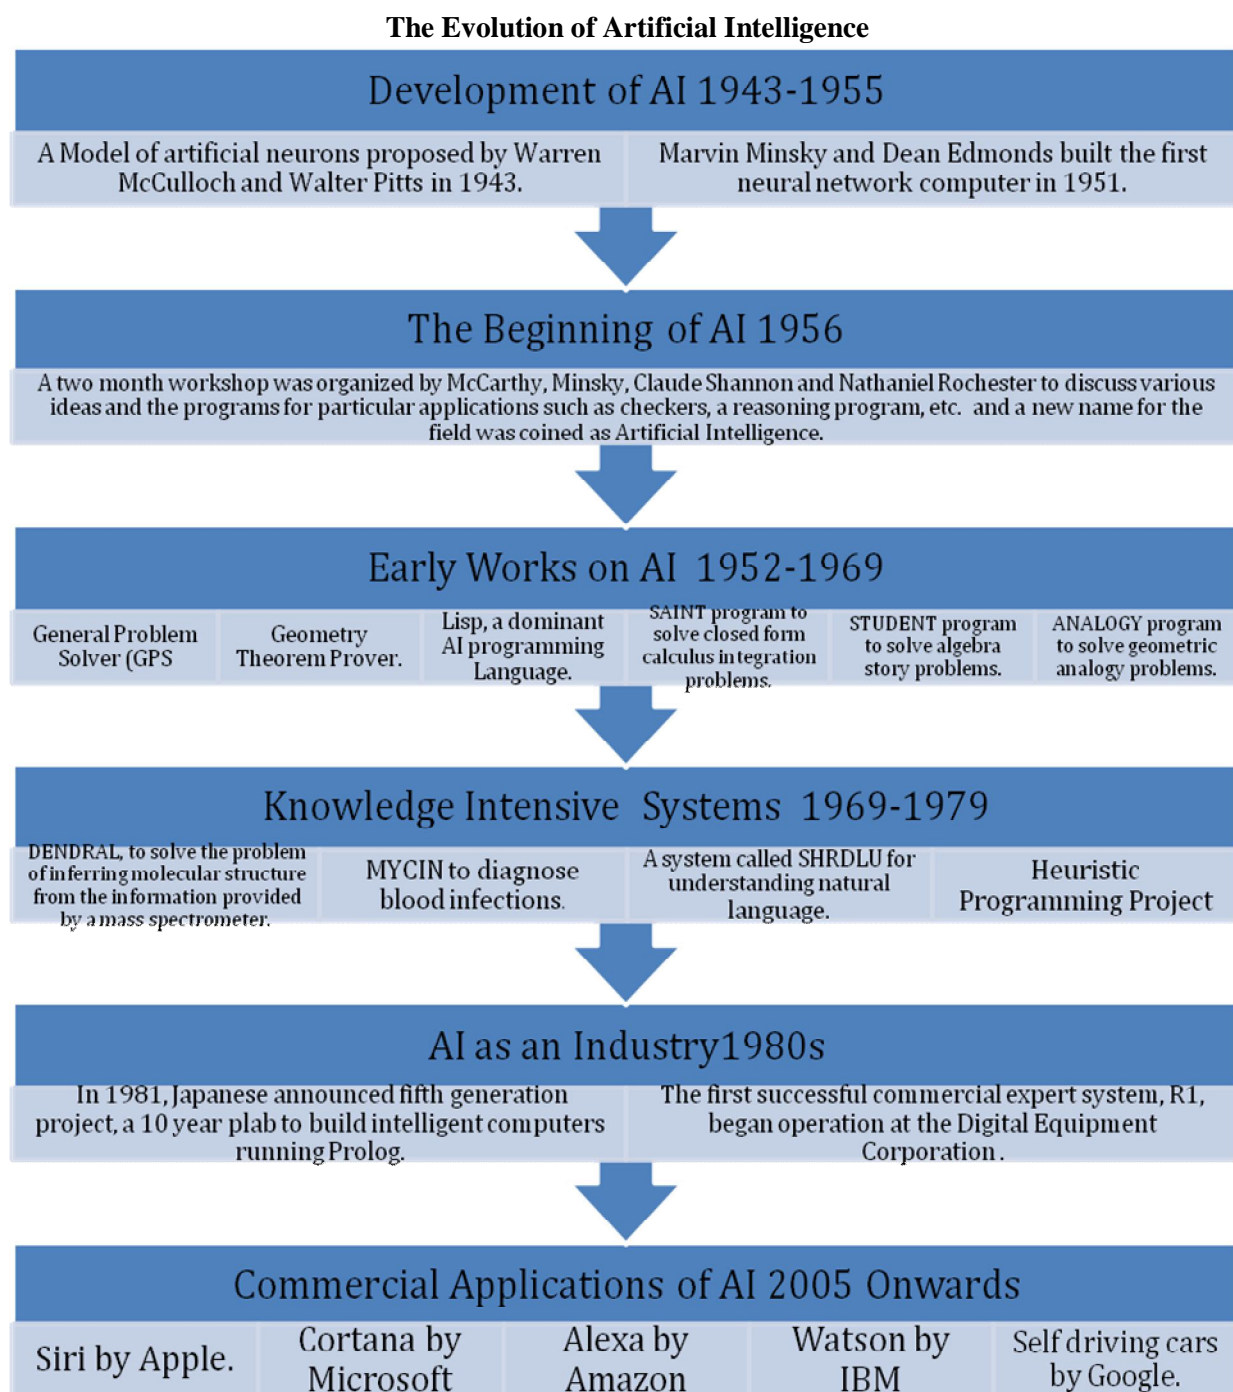 The Evolution of Artificial Intelligence
Development of AI 1943-1955
A Model of artificial neurons proposed by Warren
McCulloch and Walter Pitts in 1943.
Marvin Minsky and Dean Edmonds built the first
neural network computer in 1951.
The Beginning of AI 1956
A two month workshop was organized by McCarthy, Minsky, Claude Shannon and Nathaniel Rochester to discuss various
ideas and the programs for particular applications such as checkers, a reasoning program, etc. and a new name for the
field was coined as Artificial Intelligence.
Early Works on AI 1952-1969
General Problem
Solver (GPS
Geometry
Theorem Prover.
Lisp, a dominant
AI programming
Language.
SAINT program to
solve closed form
calculus integration
problems.
STUDENT program
to solve algebra
story problems.
ANALOGY program
to solve geometric
analogy problems.
Knowledge Intensive Systems 1969-1979
DENDRAL, to solve the problem
of inferring molecular structure
from the information provided
by a mass spectrometer.
MYCIN to diagnose
blood infections.
A system called SHRDLU for
understanding natural
language.
Heuristic
Programming Project
AI as an Industry1980s
In 1981, Japanese announced fifth generation
project, a 10 year plab to build intelligent computers
running Prolog.
The first successful commercial expert system, R1,
began operation at the Digital Equipment
Corporation .
Commercial Applications of AI 2005 Onwards
Siri by Apple.
Cortana by
Microsoft
Alexa by
Amazon
Watson by
IBM
Self driving cars
by Google.